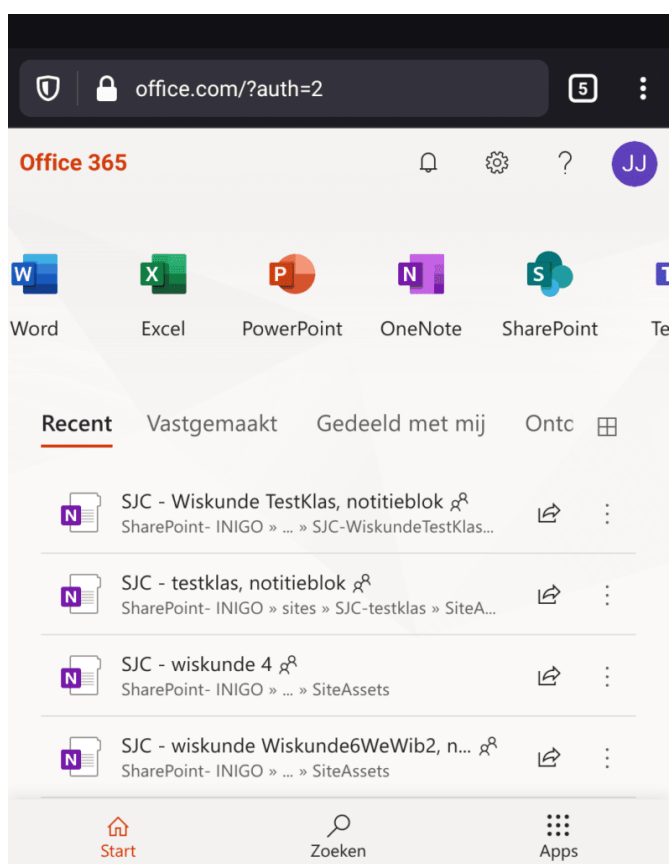 office.com/?auth=2
5
Office 365
JJ
W X P N S T
Word Excel PowerPoint OneNote SharePoint Te
Recent Vastgemaakt Gedeeld met mij Ontd
N
SJC - Wiskunde TestKlas, notitieblok
SharePoint- INIGO » ... » SJC-WiskundeTestKlas...
N
SJC - testklas, notitieblok
SharePoint- INIGO » sites » SJC-testklas » SiteA...
N
SJC - wiskunde 4
SharePoint- INIGO » ... » SiteAssets
N
SJC - wiskunde Wiskunde6WeWib2, n...
SharePoint- INIGO » ... » SiteAssets
Start Zoeken Apps